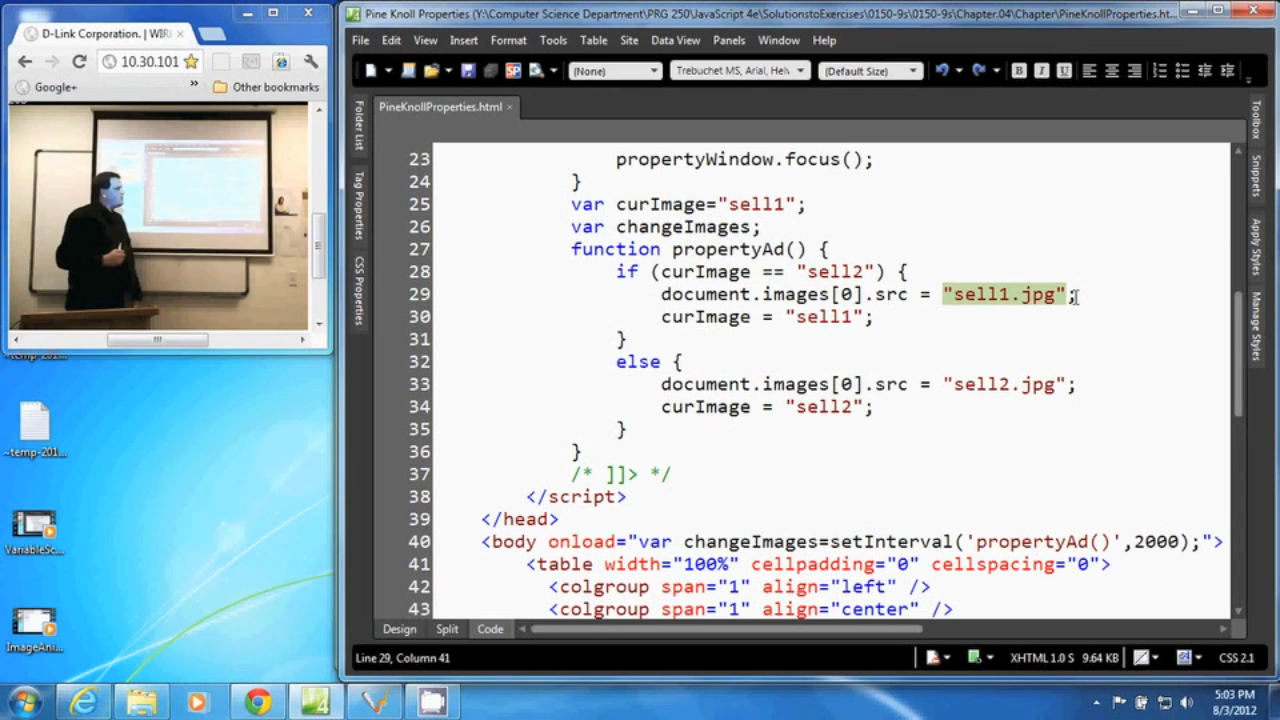 D-Link Corporation. | WIRI
10.30.101
Google+
»
Other bookmarks
~temp-201...
~temp-201...
VariableSc...
ImageAni...
Pine Knoll Properties (Y:\Computer Science Department\PRG 250\JavaScript 4e\SolutionstoExercises\0150-9s\0150-9s\Chapter.04\Chapter\PineKnollProperties.ht...
File Edit View Insert Format Tools Table Site Data View Panels Window Help
(None) Trebuchet MS, Arial, Helv (Default Size) B I U
PineKnollProperties.html ×
Folder List
Tag Properties
CSS Properties
23 propertyWindow.focus();
24 }
25 var curImage="sell1";
26 var changeImages;
27 function propertyAd() {
28 if (curImage == "sell2") {
29 document.images[0].src = "sell1.jpg";
30 curImage = "sell1";
31 }
32 else {
33 document.images[0].src = "sell2.jpg";
34 curImage = "sell2";
35 }
36 }
37 /* ]]> */
38 </script>
39 </head>
40 <body onload="var changeImages=setInterval('propertyAd()',2000);">
41 <table width="100%" cellpadding="0" cellspacing="0">
42 <colgroup span="1" align="left" />
43 <colgroup span="1" align="center" />
Toolbox
Snippets
Apply Styles
Manage Styles
Design Split Code
Line 29, Column 41 XHTML 1.0 S 9.64 KB CSS 2.1
5:03 PM
8/3/2012